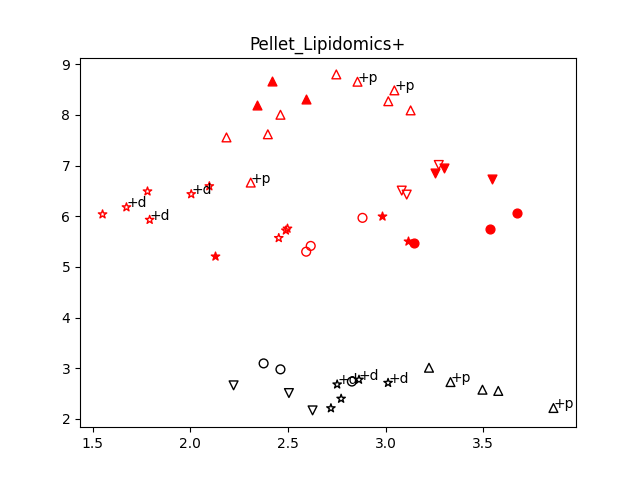 Pellet_Lipidomics+
9
8
7
6
5
4
3
2
+p
+p
+p
+d
+d
+d
+d
+d
+d
+p
+p
1.5 2.0 2.5 3.0 3.5